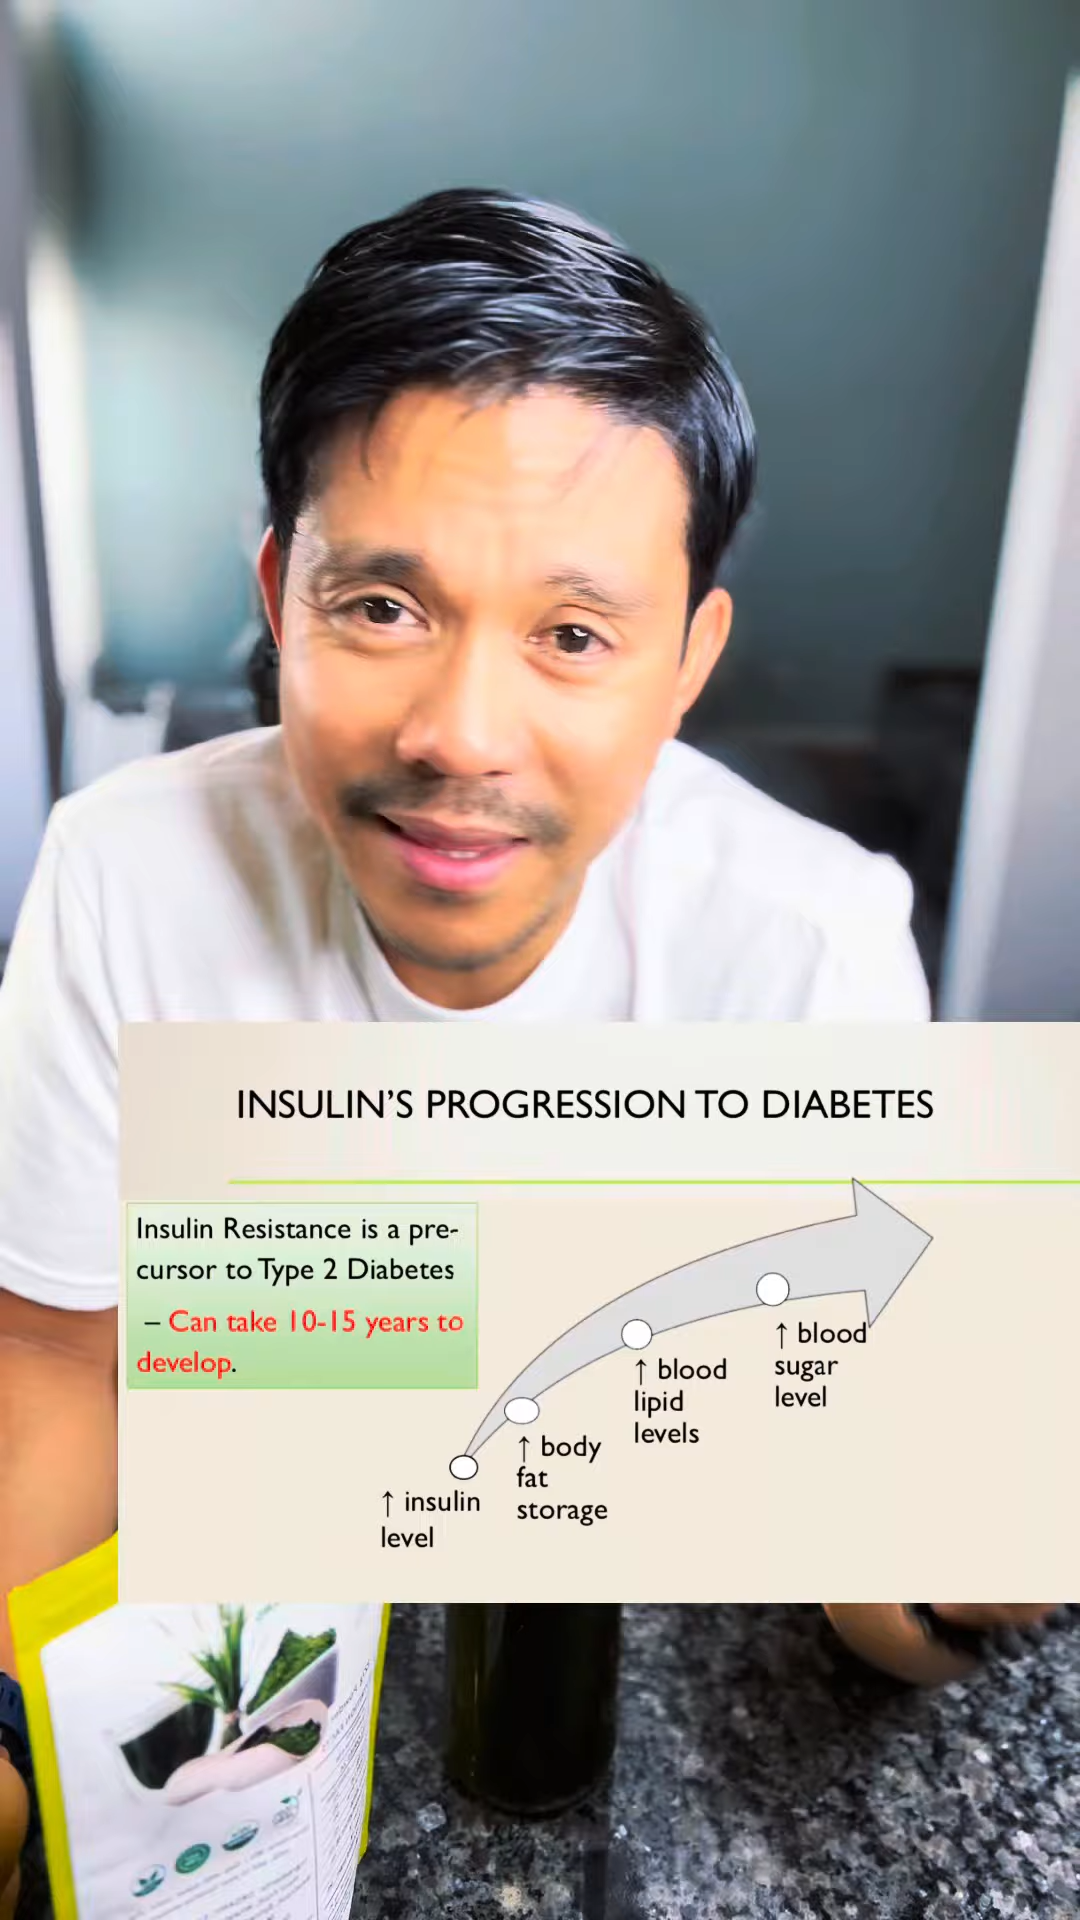 INSULIN’S PROGRESSION TO DIABETES
Insulin Resistance is a pre-
cursor to Type 2 Diabetes
– Can take 10-15 years to
develop.
↑ blood
sugar
level
↑ blood
lipid
levels
↑ body
fat
storage
↑ insulin
level